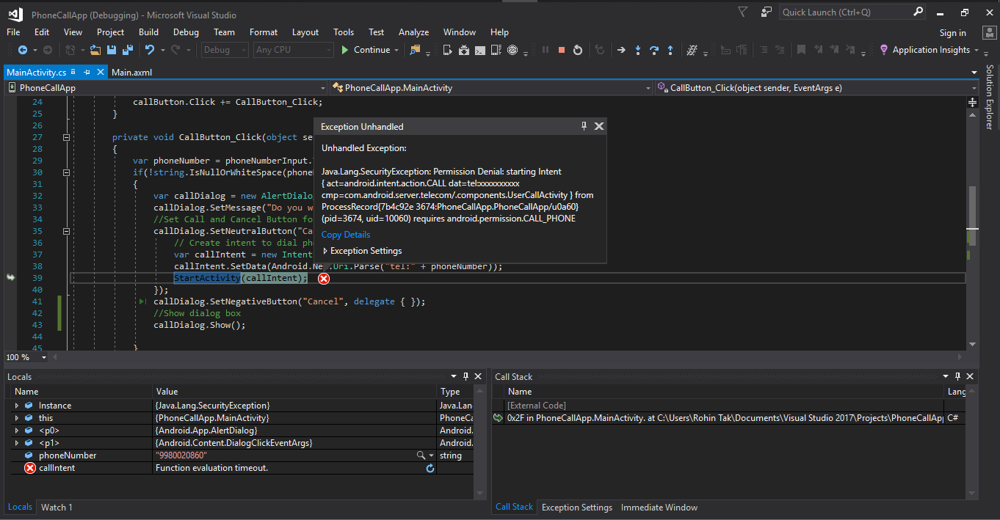 PhoneCallApp (Debugging) - Microsoft Visual Studio
Quick Launch (Ctrl+Q)
File Edit View Project Build Debug Team Format Layout Tools Test Analyze Window Help
Sign in
Debug Any CPU Continue Application Insights
MainActivity.cs Main.axml
PhoneCallApp PhoneCallApp.MainActivity CallButton_Click(object sender, EventArgs e)
Solution Explorer
24 callButton.Click += CallButton_Click;
25 }
26
27 private void CallButton_Click(object se
28 {
29 var phoneNumber = phoneNumberInput.
30 if(!string.IsNullOrWhiteSpace(phone
31 {
32 var callDialog = new AlertDialo
33 callDialog.SetMessage("Do you w
34 //Set Call and Cancel Button fo
35 callDialog.SetNeutralButton("Ca
36 // Create intent to dial pho
37 var callIntent = new Intent
38 callIntent.SetData(Android.Net.Uri.Parse("tel:" + phoneNumber));
39 StartActivity(callIntent);
40 });
41 callDialog.SetNegativeButton("Cancel", delegate { });
42 //Show dialog box
43 callDialog.Show();
44
45 }
Exception Unhandled
Unhandled Exception:
Java.Lang.SecurityException: Permission Denial: starting Intent
{ act=android.intent.action.CALL dat=tel:xxxxxxxxxx
cmp=com.android.server.telecom/.components.UserCallActivity } from
ProcessRecord{7b4c92e 3674:PhoneCallApp.PhoneCallApp/u0a60}
(pid=3674, uid=10060) requires android.permission.CALL_PHONE
Copy Details
Exception Settings
100 %
Locals
Name Value Type
Instance {Java.Lang.SecurityException} Java.Lan
this {PhoneCallApp.MainActivity} PhoneCa
<p0> {Android.App.AlertDialog} Android.
<p1> {Android.Content.DialogClickEventArgs} Android.
phoneNumber "9980020860" string
callIntent Function evaluation timeout.
Locals Watch 1
Call Stack
Name Lang
[External Code]
0x2F in PhoneCallApp.MainActivity. at C:\Users\Rohin Tak\Documents\Visual Studio 2017\Projects\PhoneCallApp C#
Call Stack Exception Settings Immediate Window